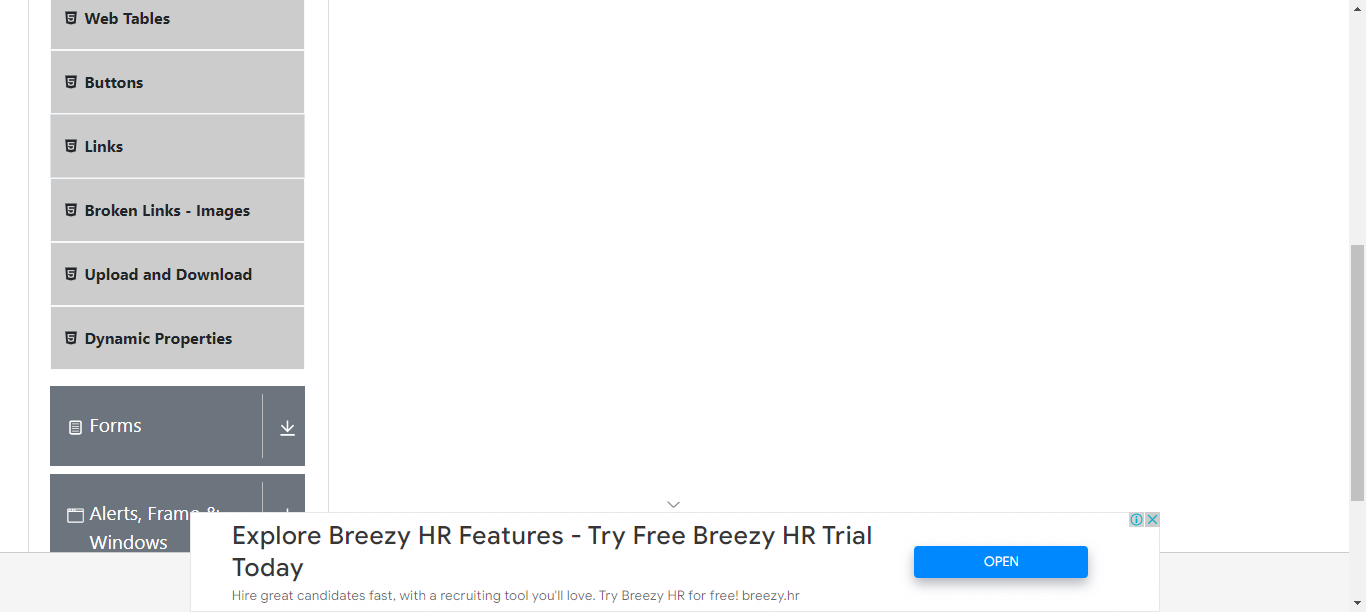 Web Tables
Buttons
Links
Broken Links - Images
Upload and Download
Dynamic Properties
Forms
Alerts, Frame &
Windows
Explore Breezy HR Features - Try Free Breezy HR Trial
Today
OPEN
Hire great candidates fast, with a recruiting tool you'll love. Try Breezy HR for free! breezy.hr